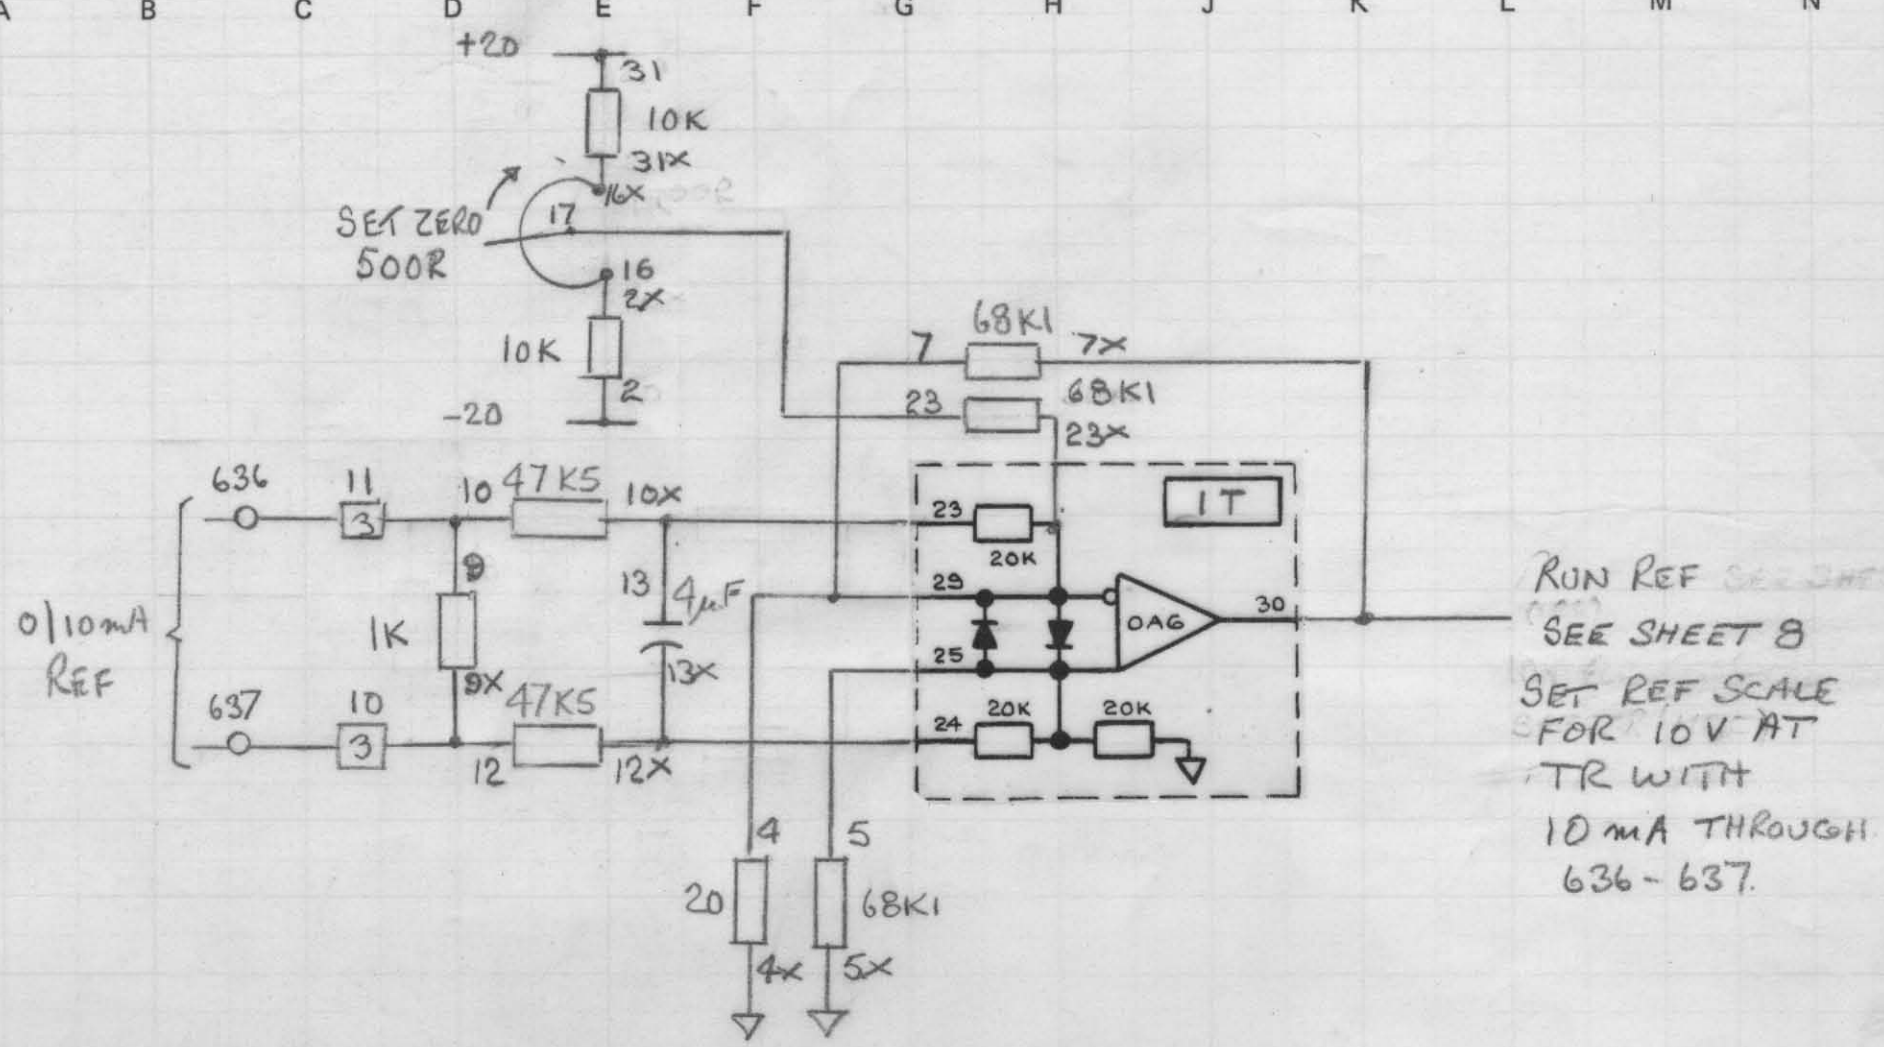 A B C D E F G H J K L M N
+20
31
10K
31X
16X
SET ZERO
500R
17
16
2X
10K
2
-20
68K1
7 7X
68K1
23
23X
636 11 10 47K5 10X
3
0/10mA
REF
9
1K
9X
13 4µF
13X
637 10 47K5
3
12 12X
1T
23
20K
29
25
OA6
30
24 20K 20K
4 5
20 68K1
4X 5X
RUN REF
SEE SHEET 8
SET REF SCALE
FOR 10V AT
TR WITH
10 mA THROUGH
636-637.